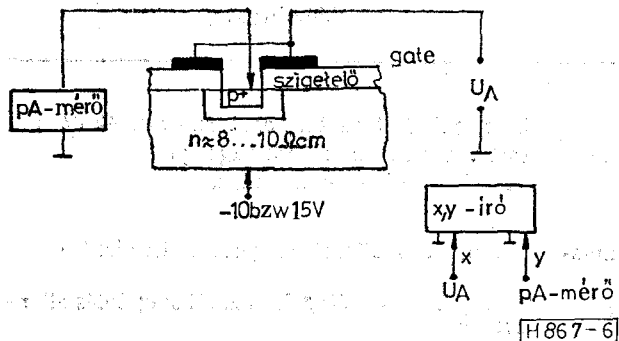 gate
szigetelő
p+
pA-mérő
U_A
n≈8...10Ωcm
-10bzw15V
x,y-író
x
y
U_A
pA-mérő
H867-6